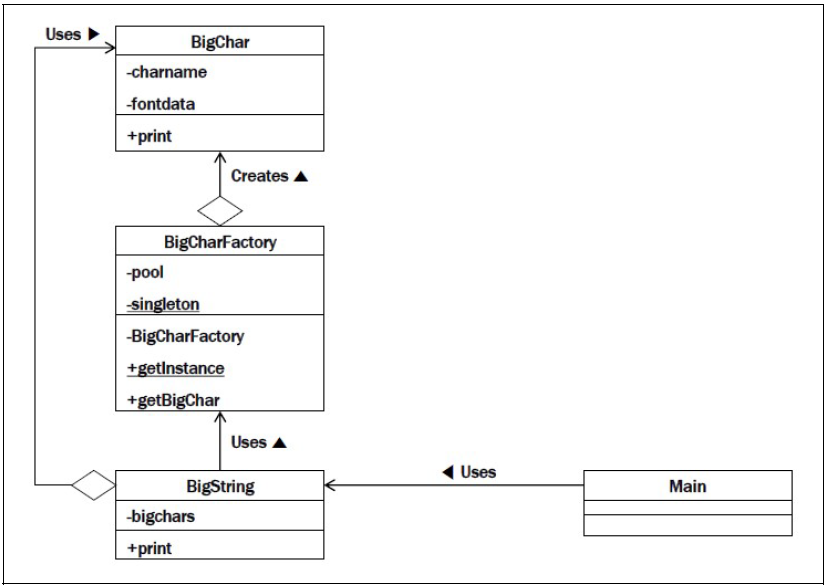 Uses ▶
BigChar
-charname
-fontdata
+print
Creates ▲
BigCharFactory
-pool
-singleton
-BigCharFactory
+getInstance
+getBigChar
Uses ▲
BigString
-bigchars
+print
◀ Uses
Main